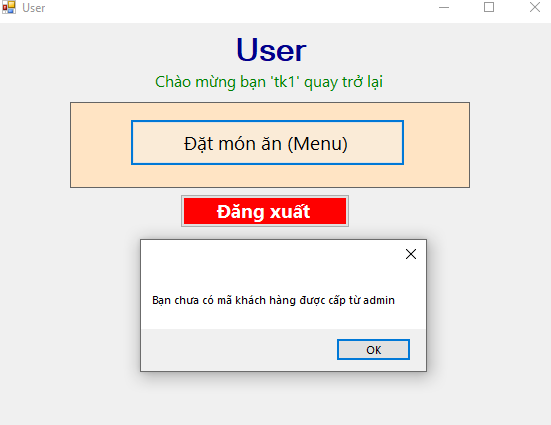 User
User
Chào mừng bạn 'tk1' quay trở lại
Đặt món ăn (Menu)
Đăng xuất
Bạn chưa có mã khách hàng được cấp từ admin
OK